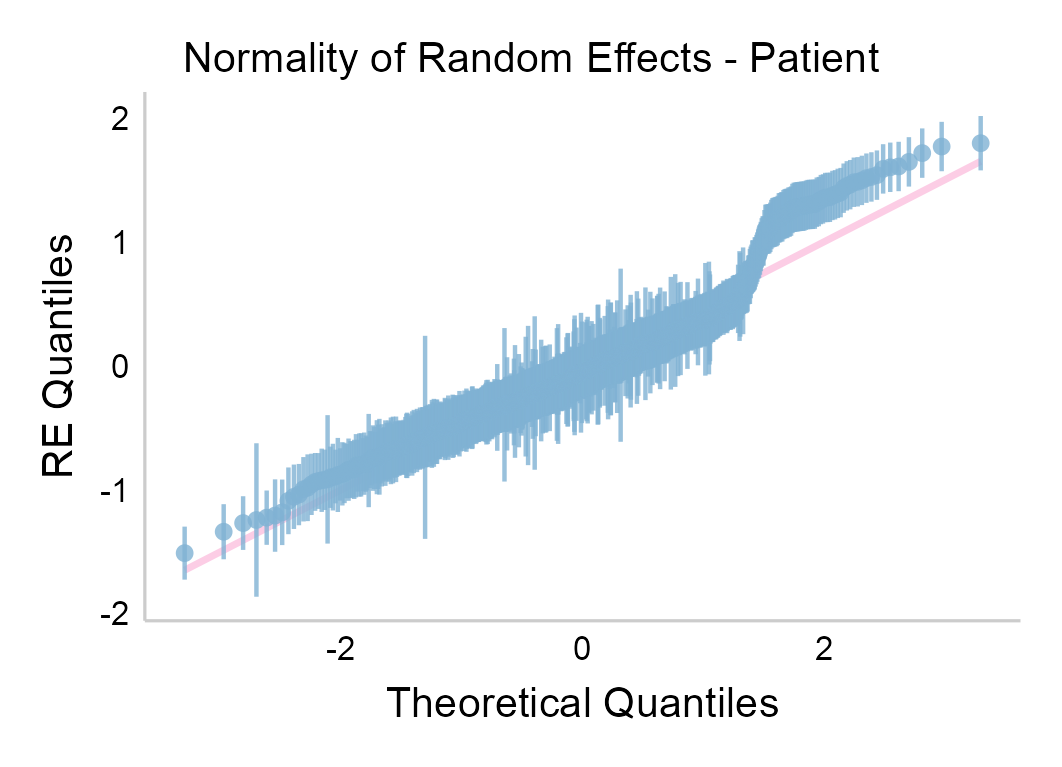 Normality of Random Effects - Patient
2
1
0
-1
-2
RE Quantiles
-2 0 2
Theoretical Quantiles